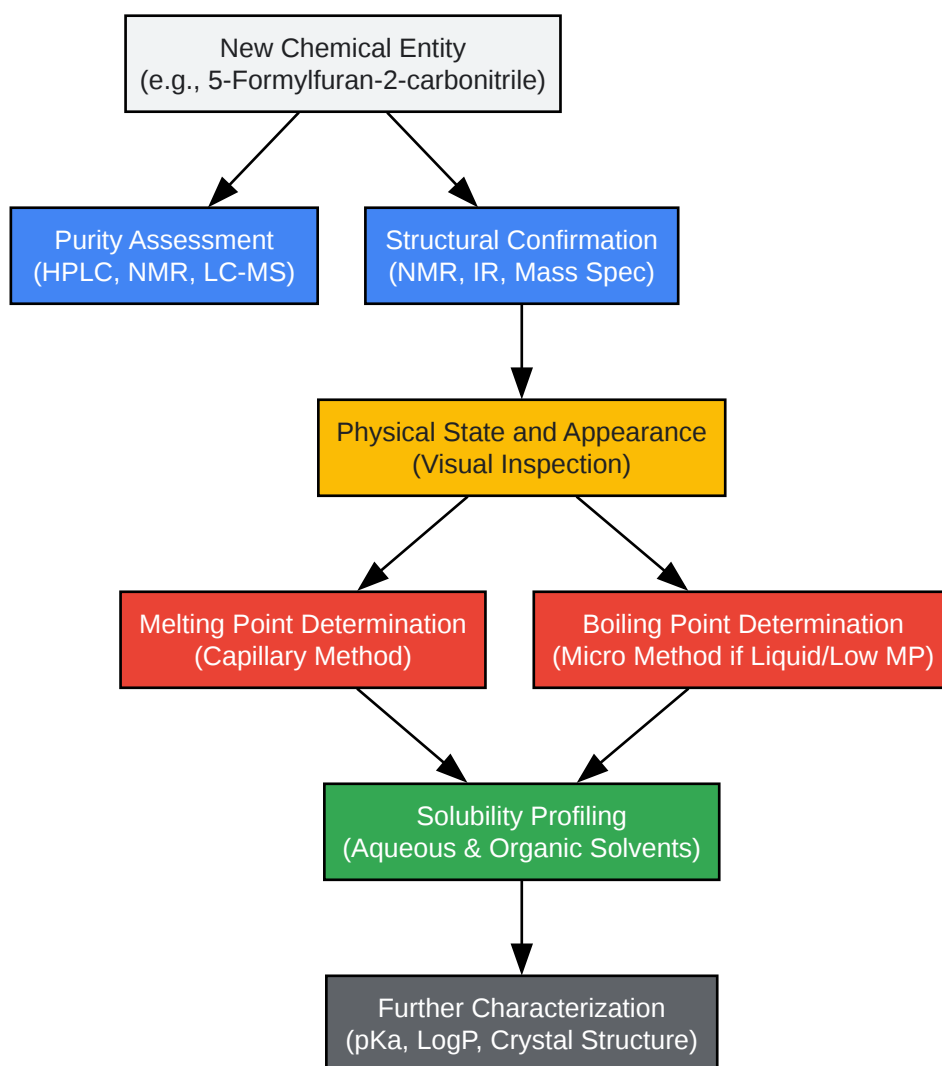 New Chemical Entity
(e.g., 5-Formylfuran-2-carbonitrile)
Purity Assessment
(HPLC, NMR, LC-MS)
Structural Confirmation
(NMR, IR, Mass Spec)
Physical State and Appearance
(Visual Inspection)
Melting Point Determination
(Capillary Method)
Boiling Point Determination
(Micro Method if Liquid/Low MP)
Solubility Profiling
(Aqueous & Organic Solvents)
Further Characterization
(pKa, LogP, Crystal Structure)